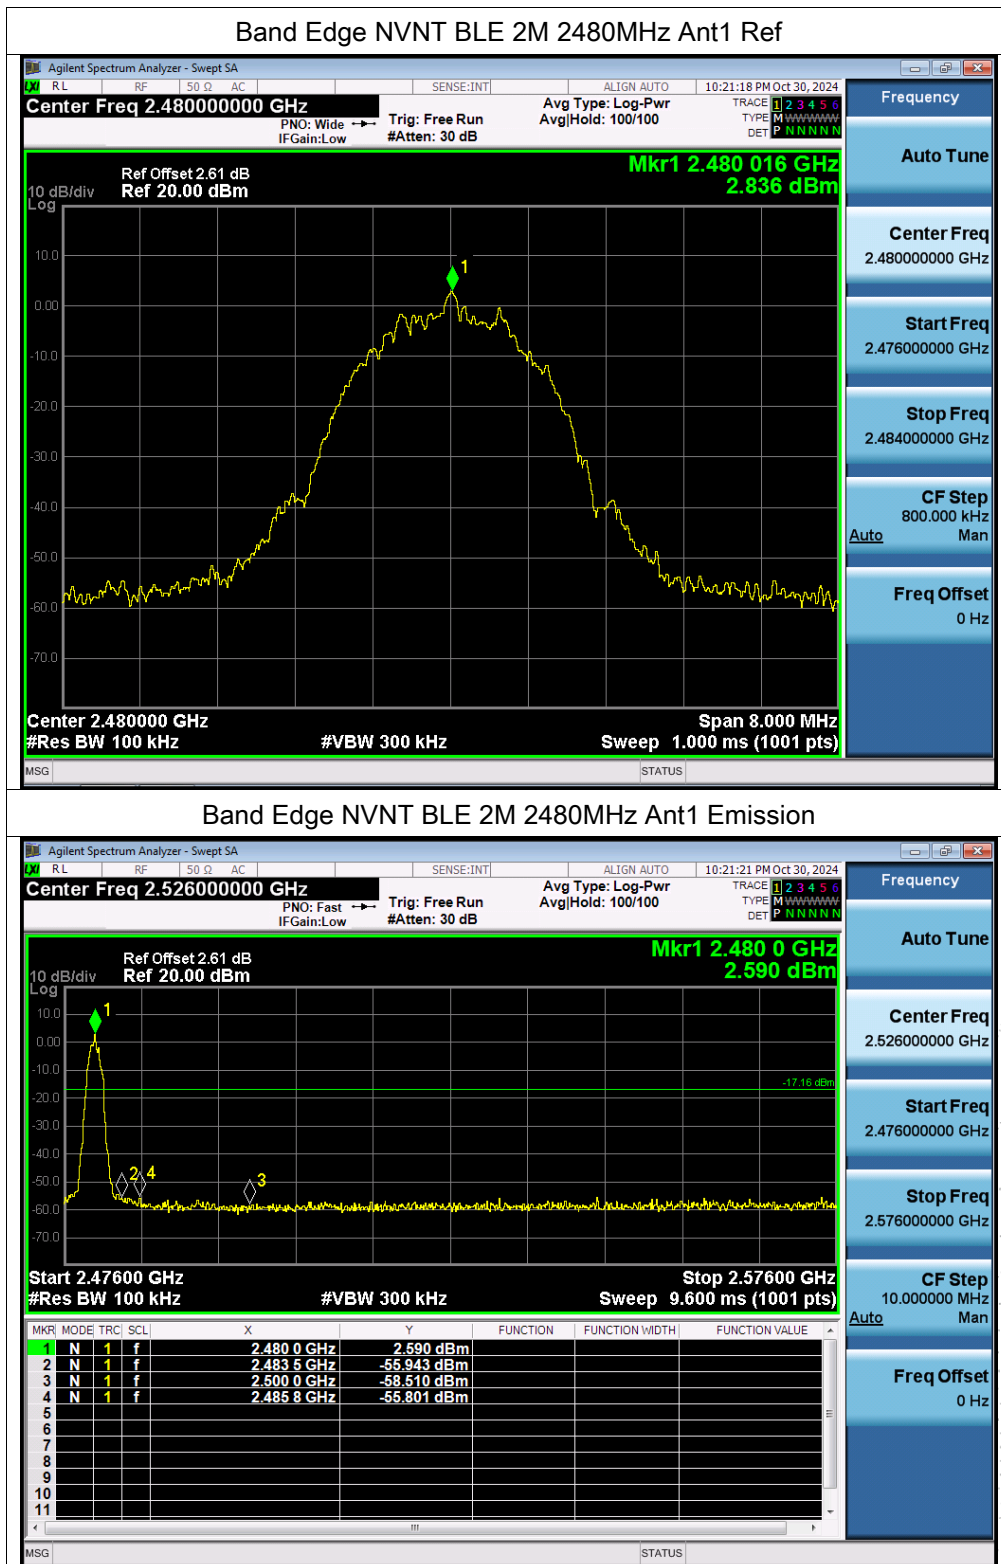 Band Edge NVNT BLE 2M 2480MHz Ant1 Ref
Agilent Spectrum Analyzer - Swept SA
LXI RL RF 50 Ω AC SENSE:INT ALIGN AUTO 10:21:18 PM Oct 30, 2024
Center Freq 2.480000000 GHz
PNO: Wide
IFGain:Low
Trig: Free Run
#Atten: 30 dB
Avg Type: Log-Pwr
Avg|Hold: 100/100
TRACE 1 2 3 4 5 6
TYPE M WWWWW
DET P N N N N N
Mkr1 2.480 016 GHz
2.836 dBm
Ref Offset 2.61 dB
10 dB/div Ref 20.00 dBm
Log
1
10.0
0.00
-10.0
-20.0
-30.0
-40.0
-50.0
-60.0
-70.0
Center 2.480000 GHz Span 8.000 MHz
#Res BW 100 kHz #VBW 300 kHz Sweep 1.000 ms (1001 pts)
MSG STATUS
Frequency
Auto Tune
Center Freq
2.480000000 GHz
Start Freq
2.476000000 GHz
Stop Freq
2.484000000 GHz
CF Step
800.000 kHz
Auto Man
Freq Offset
0 Hz
Band Edge NVNT BLE 2M 2480MHz Ant1 Emission
Agilent Spectrum Analyzer - Swept SA
LXI RL RF 50 Ω AC SENSE:INT ALIGN AUTO 10:21:21 PM Oct 30, 2024
Center Freq 2.526000000 GHz
PNO: Fast
IFGain:Low
Trig: Free Run
#Atten: 30 dB
Avg Type: Log-Pwr
Avg|Hold: 100/100
TRACE 1 2 3 4 5 6
TYPE M WWWWW
DET P N N N N N
Mkr1 2.480 0 GHz
2.590 dBm
Ref Offset 2.61 dB
10 dB/div Ref 20.00 dBm
Log
1
10.0
0.00
-10.0
-17.16 dBm
-20.0
-30.0
-40.0
2 4 3
-50.0
-60.0
-70.0
Start 2.47600 GHz Stop 2.57600 GHz
#Res BW 100 kHz #VBW 300 kHz Sweep 9.600 ms (1001 pts)
MKR MODE TRC SCL X Y FUNCTION FUNCTION WIDTH FUNCTION VALUE
1 N 1 f 2.480 0 GHz 2.590 dBm
2 N 1 f 2.483 5 GHz -55.943 dBm
3 N 1 f 2.500 0 GHz -58.510 dBm
4 N 1 f 2.485 8 GHz -55.801 dBm
5
6
7
8
9
10
11
MSG STATUS
Frequency
Auto Tune
Center Freq
2.526000000 GHz
Start Freq
2.476000000 GHz
Stop Freq
2.576000000 GHz
CF Step
10.000000 MHz
Auto Man
Freq Offset
0 Hz